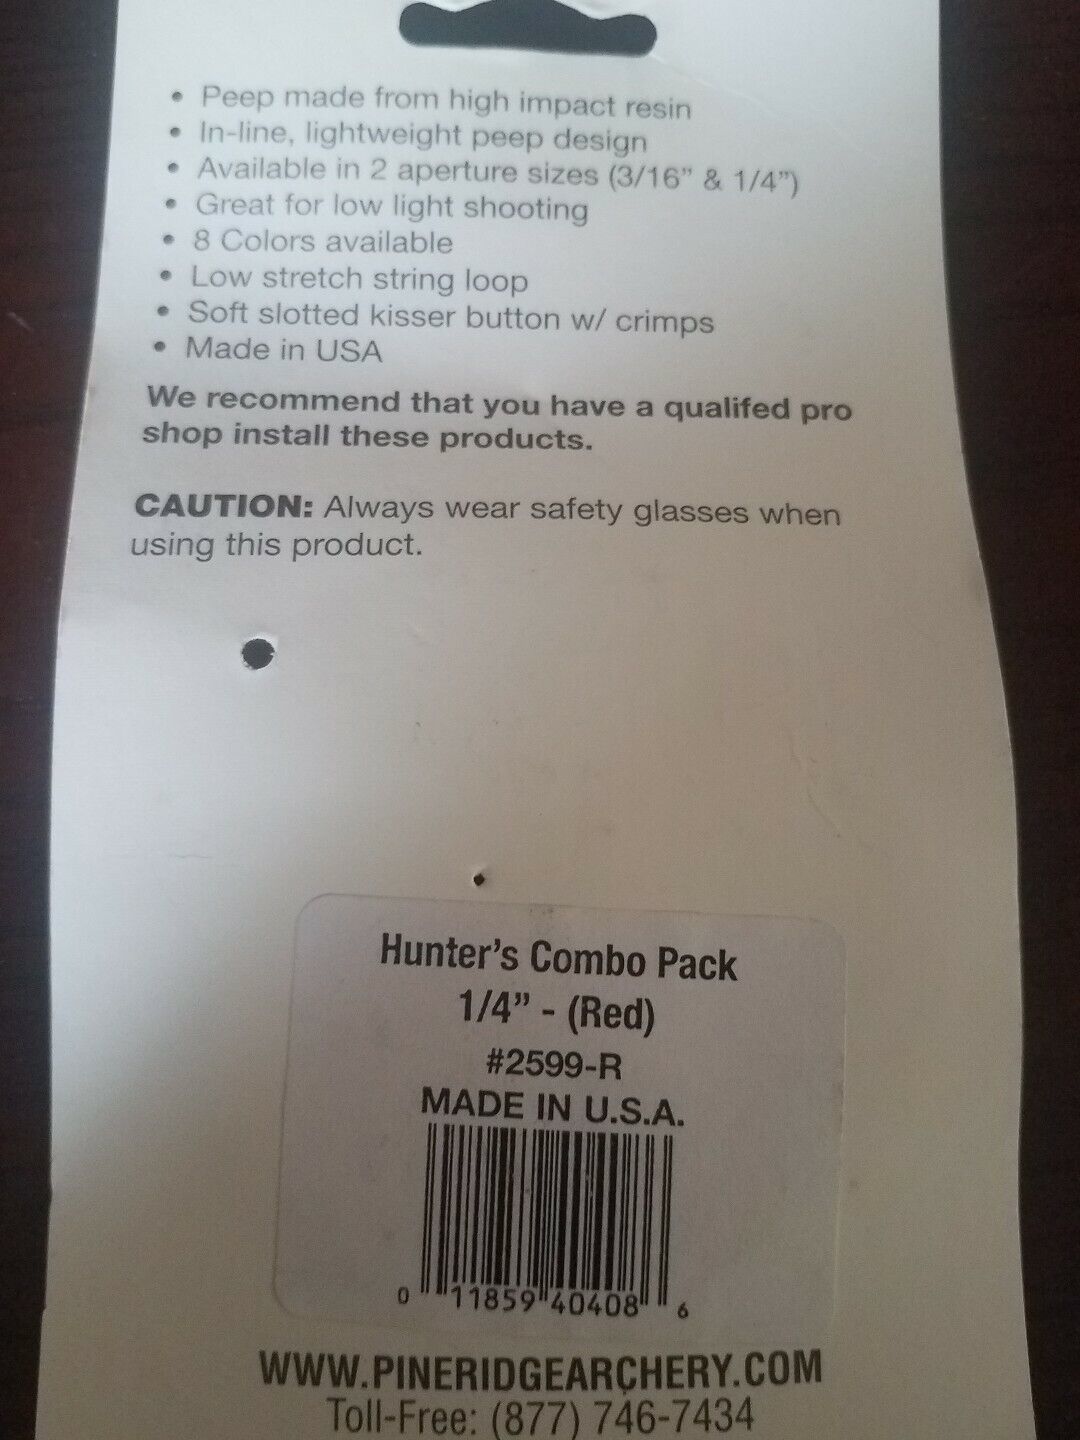 • Peep made from high impact resin
• In-line, lightweight peep design
• Available in 2 aperture sizes (3/16” & 1/4”)
• Great for low light shooting
• 8 Colors available
• Low stretch string loop
• Soft slotted kisser button w/ crimps
• Made in USA
We recommend that you have a qualifed pro
shop install these products.
CAUTION: Always wear safety glasses when
using this product.
Hunter’s Combo Pack
1/4” - (Red)
#2599-R
MADE IN U.S.A.
0 11859 40408 6
WWW.PINERIDGEARCHERY.COM
Toll-Free: (877) 746-7434